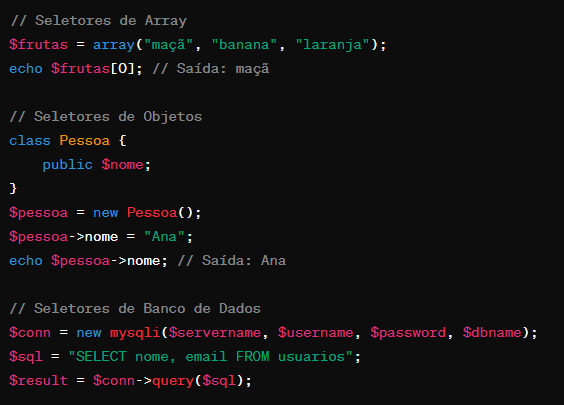 // Seletores de Array
$frutas = array("maçã", "banana", "laranja");
echo $frutas[0]; // Saída: maçã
// Seletores de Objetos
class Pessoa {
    public $nome;
}
$pessoa = new Pessoa();
$pessoa->nome = "Ana";
echo $pessoa->nome; // Saída: Ana
// Seletores de Banco de Dados
$conn = new mysqli($servername, $username, $password, $dbname);
$sql = "SELECT nome, email FROM usuarios";
$result = $conn->query($sql);